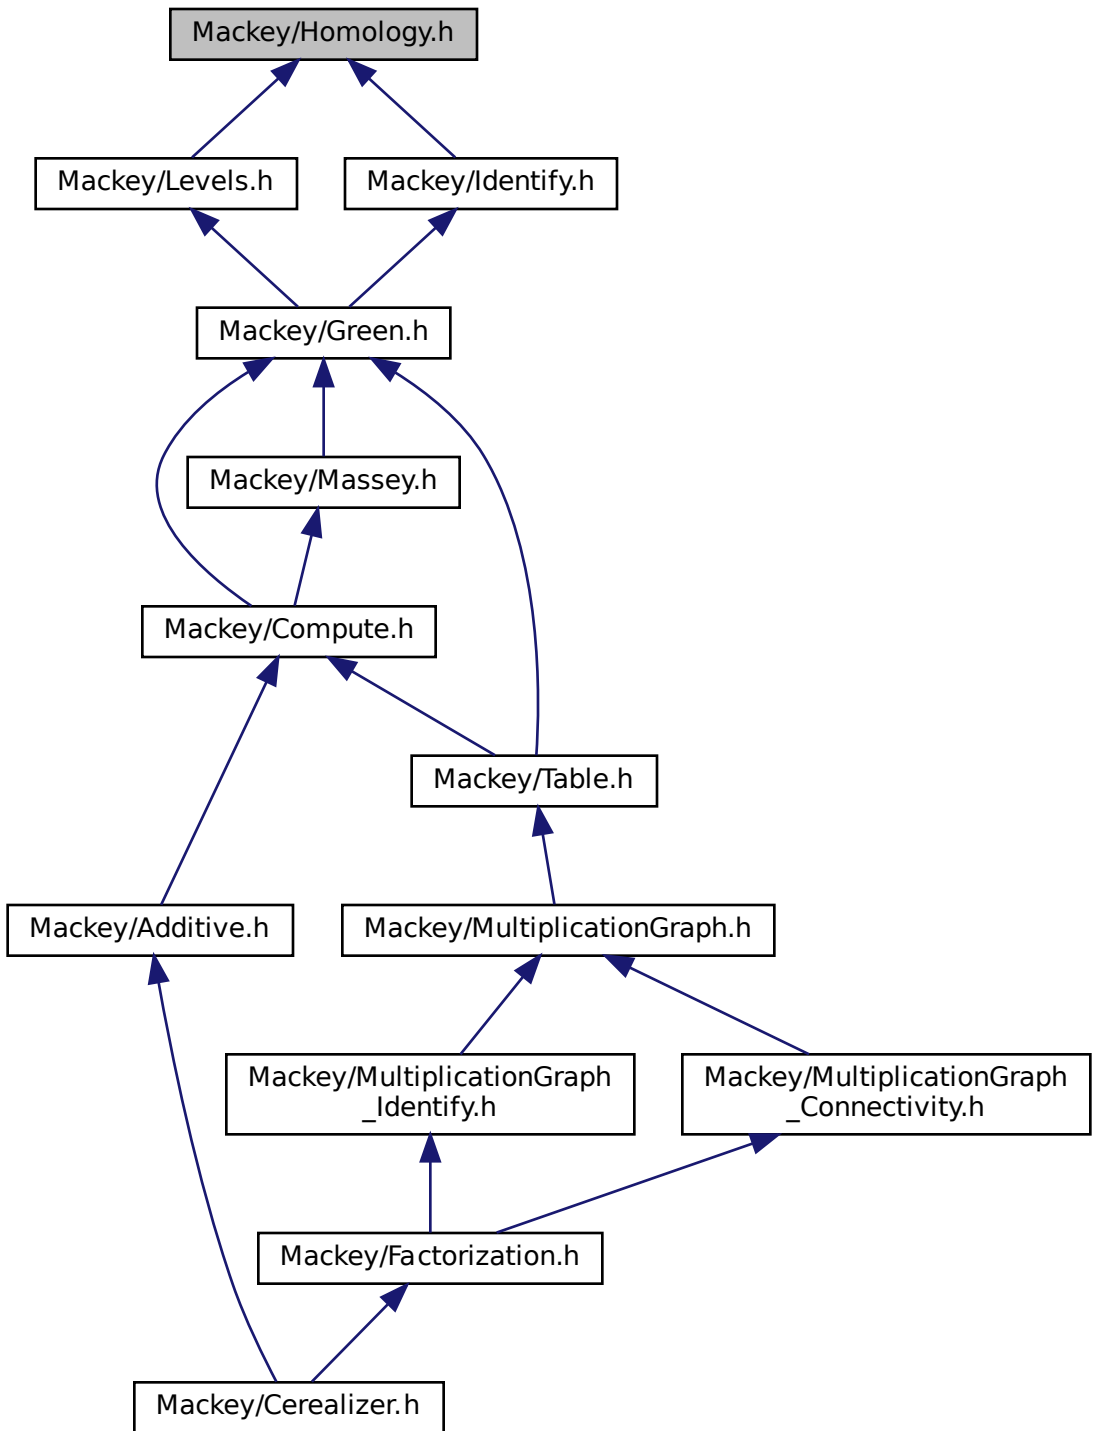 Mackey/Homology.h
Mackey/Levels.h
Mackey/Identify.h
Mackey/Green.h
Mackey/Massey.h
Mackey/Compute.h
Mackey/Table.h
Mackey/Additive.h
Mackey/MultiplicationGraph.h
Mackey/MultiplicationGraph
_Identify.h
Mackey/MultiplicationGraph
_Connectivity.h
Mackey/Factorization.h
Mackey/Cerealizer.h